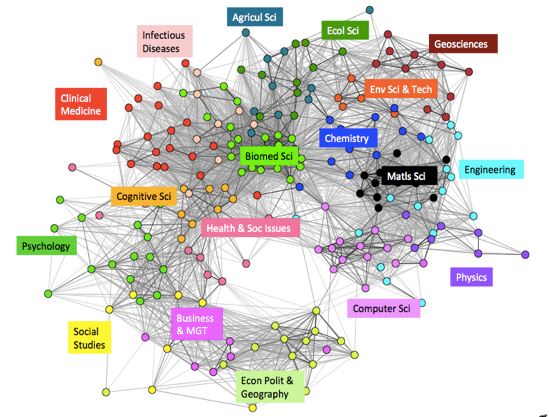 Agricul Sci
Ecol Sci
Infectious
Diseases
Geosciences
Env Sci & Tech
Clinical
Medicine
Chemistry
Biomed Sci
Engineering
Matls Sci
Cognitive Sci
Health & Soc Issues
Psychology
Physics
Computer Sci
Business
& MGT
Social
Studies
Econ Polit &
Geography